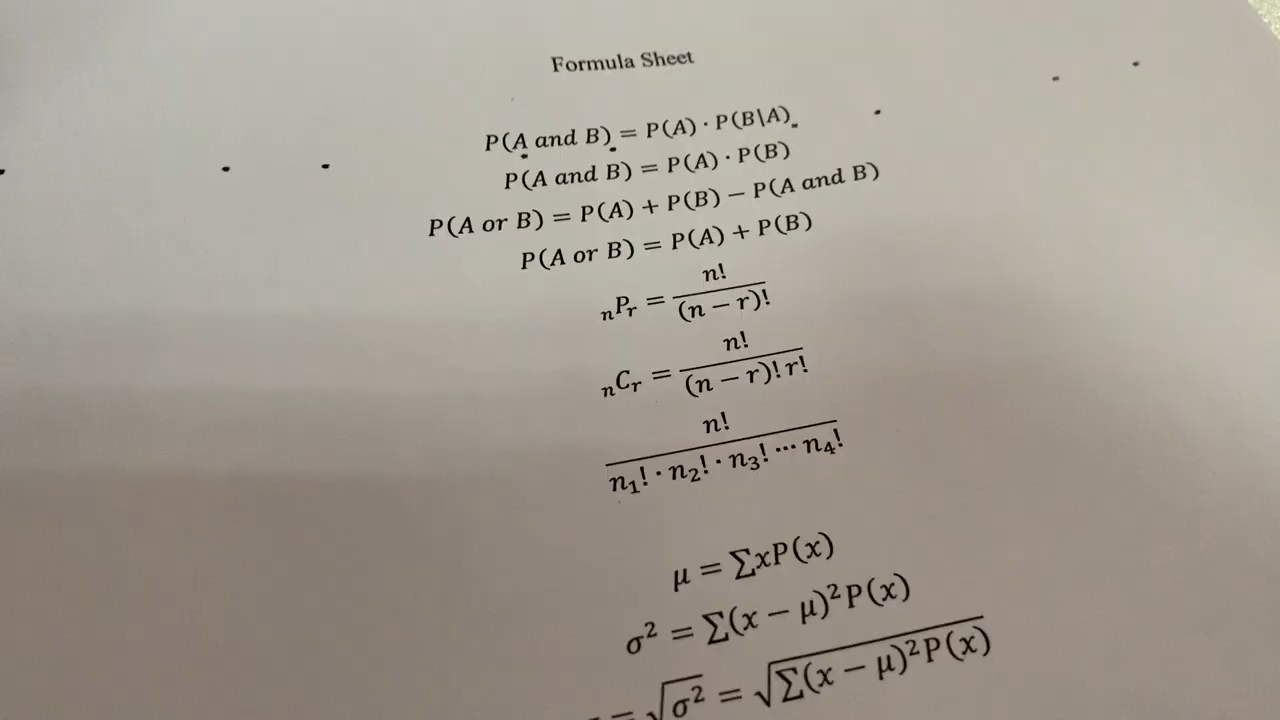 Formula Sheet
P(A and B) = P(A) · P(B|A)
P(A and B) = P(A) · P(B)
P(A or B) = P(A) + P(B) − P(A and B)
P(A or B) = P(A) + P(B)
nPr = n! / (n − r)!
nCr = n! / (n − r)! r!
n! / n₁! · n₂! · n₃! ⋯ n₄!
μ = ∑xP(x)
σ² = ∑(x − μ)²P(x)
= √σ² = √∑(x − μ)²P(x)